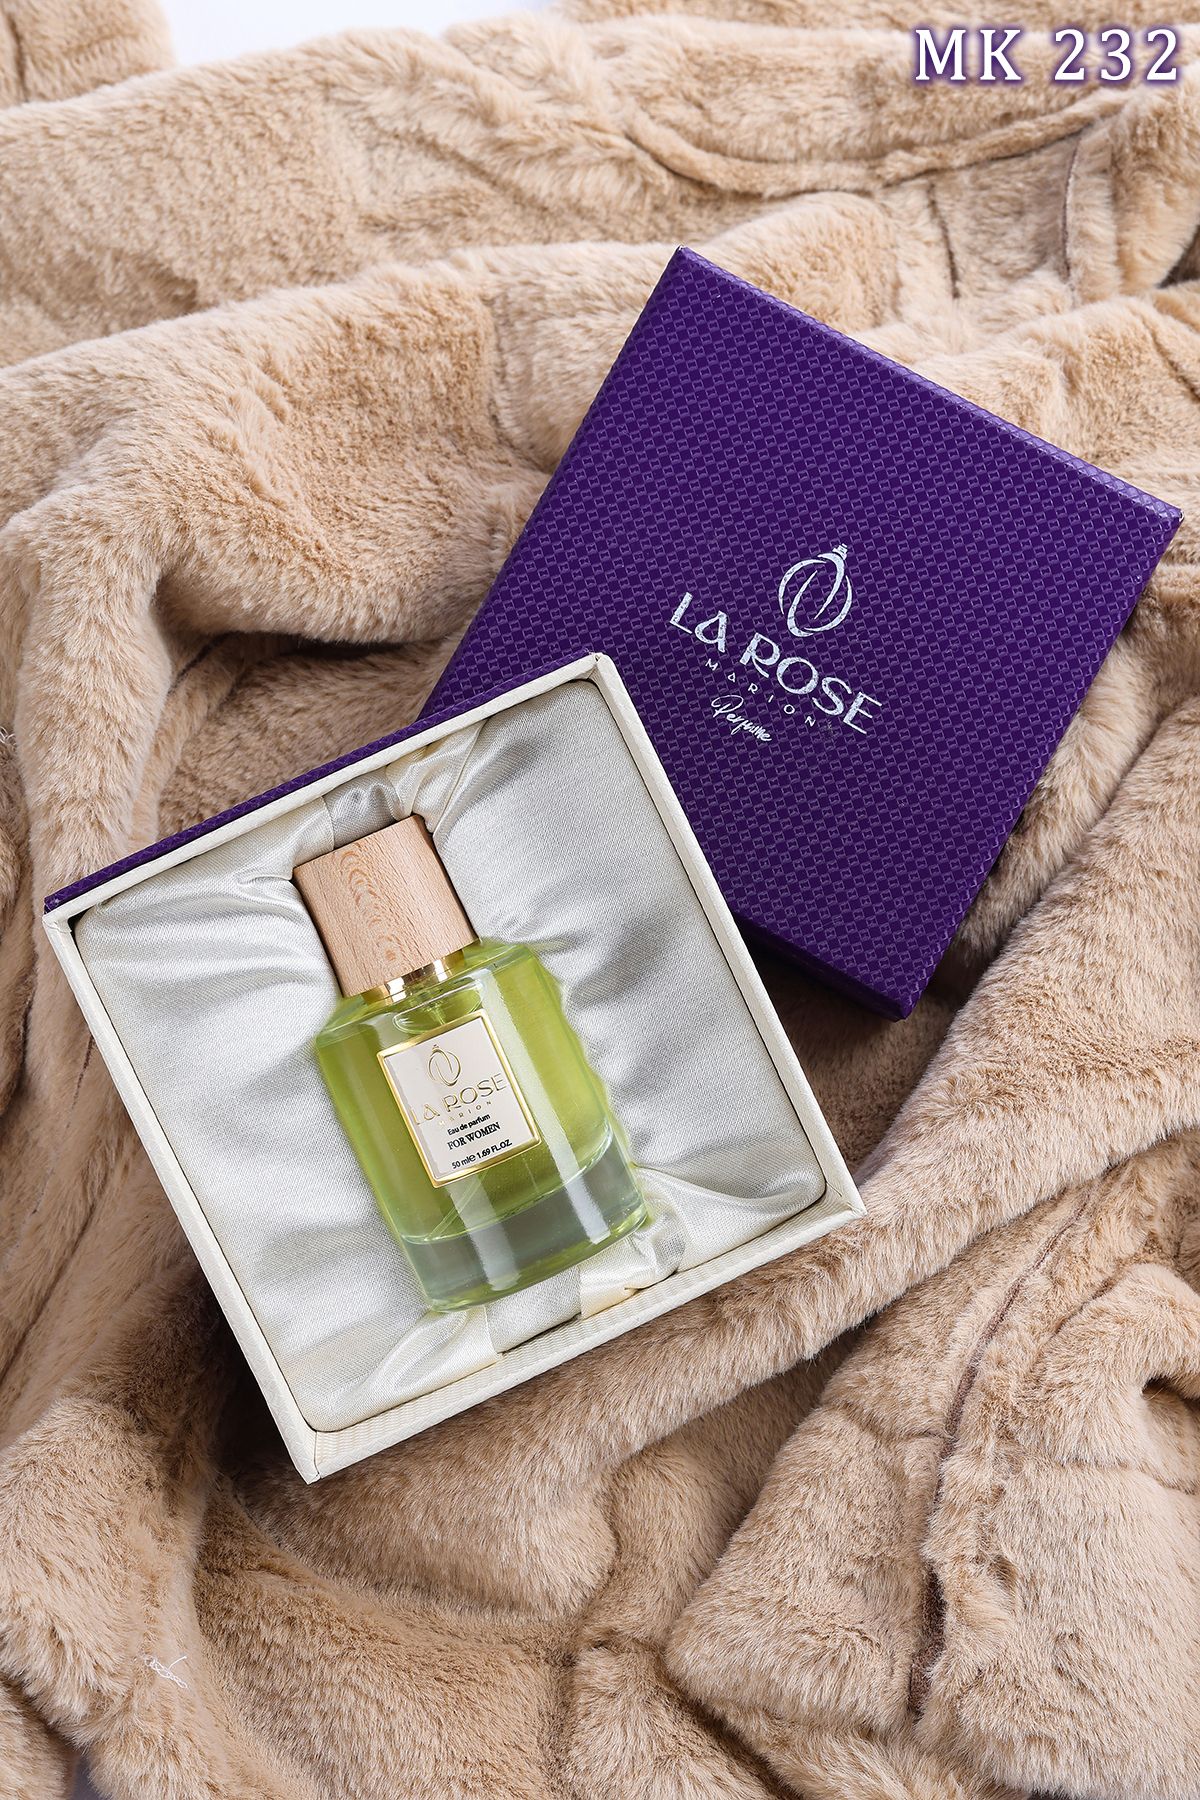 MK 232
LA ROSE
MARION
Perfume
LA ROSE
MARION
Eau de parfum
FOR WOMEN
50 ml℮ 1.69 FL.OZ